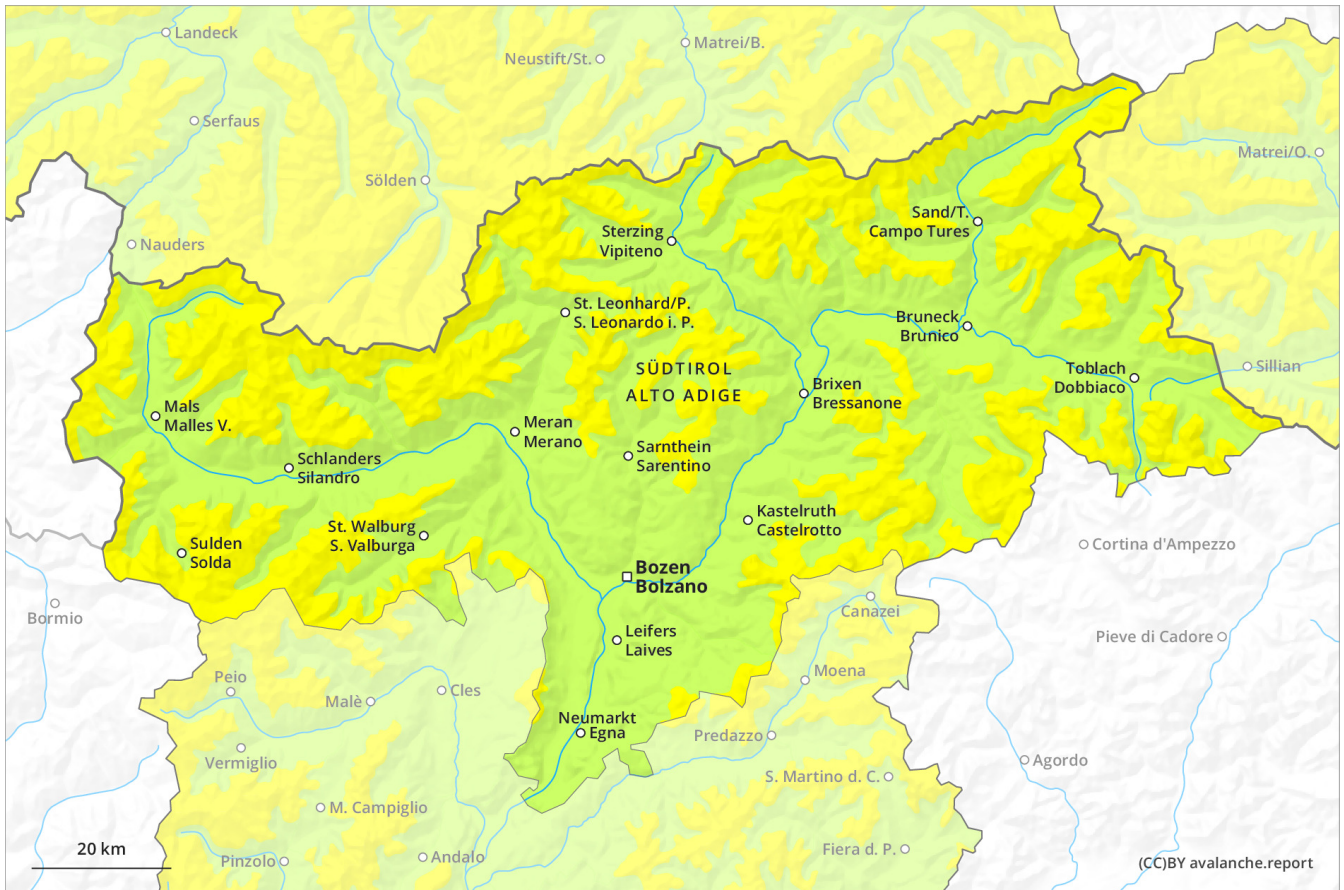 Landeck
Matrei/B.
Neustift/St.
Serfaus
Matrei/O.
Sölden
Sand/T.
Campo Tures
Sterzing
Vipiteno
Nauders
St. Leonhard/P.
S. Leonardo i. P.
Bruneck
Brunico
SÜDTIROL
ALTO ADIGE
Toblach
Dobbiaco
Sillian
Brixen
Bressanone
Mals
Malles V.
Meran
Merano
Sarnthein
Sarentino
Schlanders
Silandro
Kastelruth
Castelrotto
St. Walburg
S. Valburga
Sulden
Solda
Cortina d'Ampezzo
Bozen
Bolzano
Bormio
Canazei
Leifers
Laives
Pieve di Cadore
Peio
Moena
Malè
Cles
Neumarkt
Egna
Predazzo
Vermiglio
Agordo
S. Martino d. C.
M. Campiglio
20 km
Pinzolo
Andalo
Fiera d. P.
(CC)BY avalanche.report